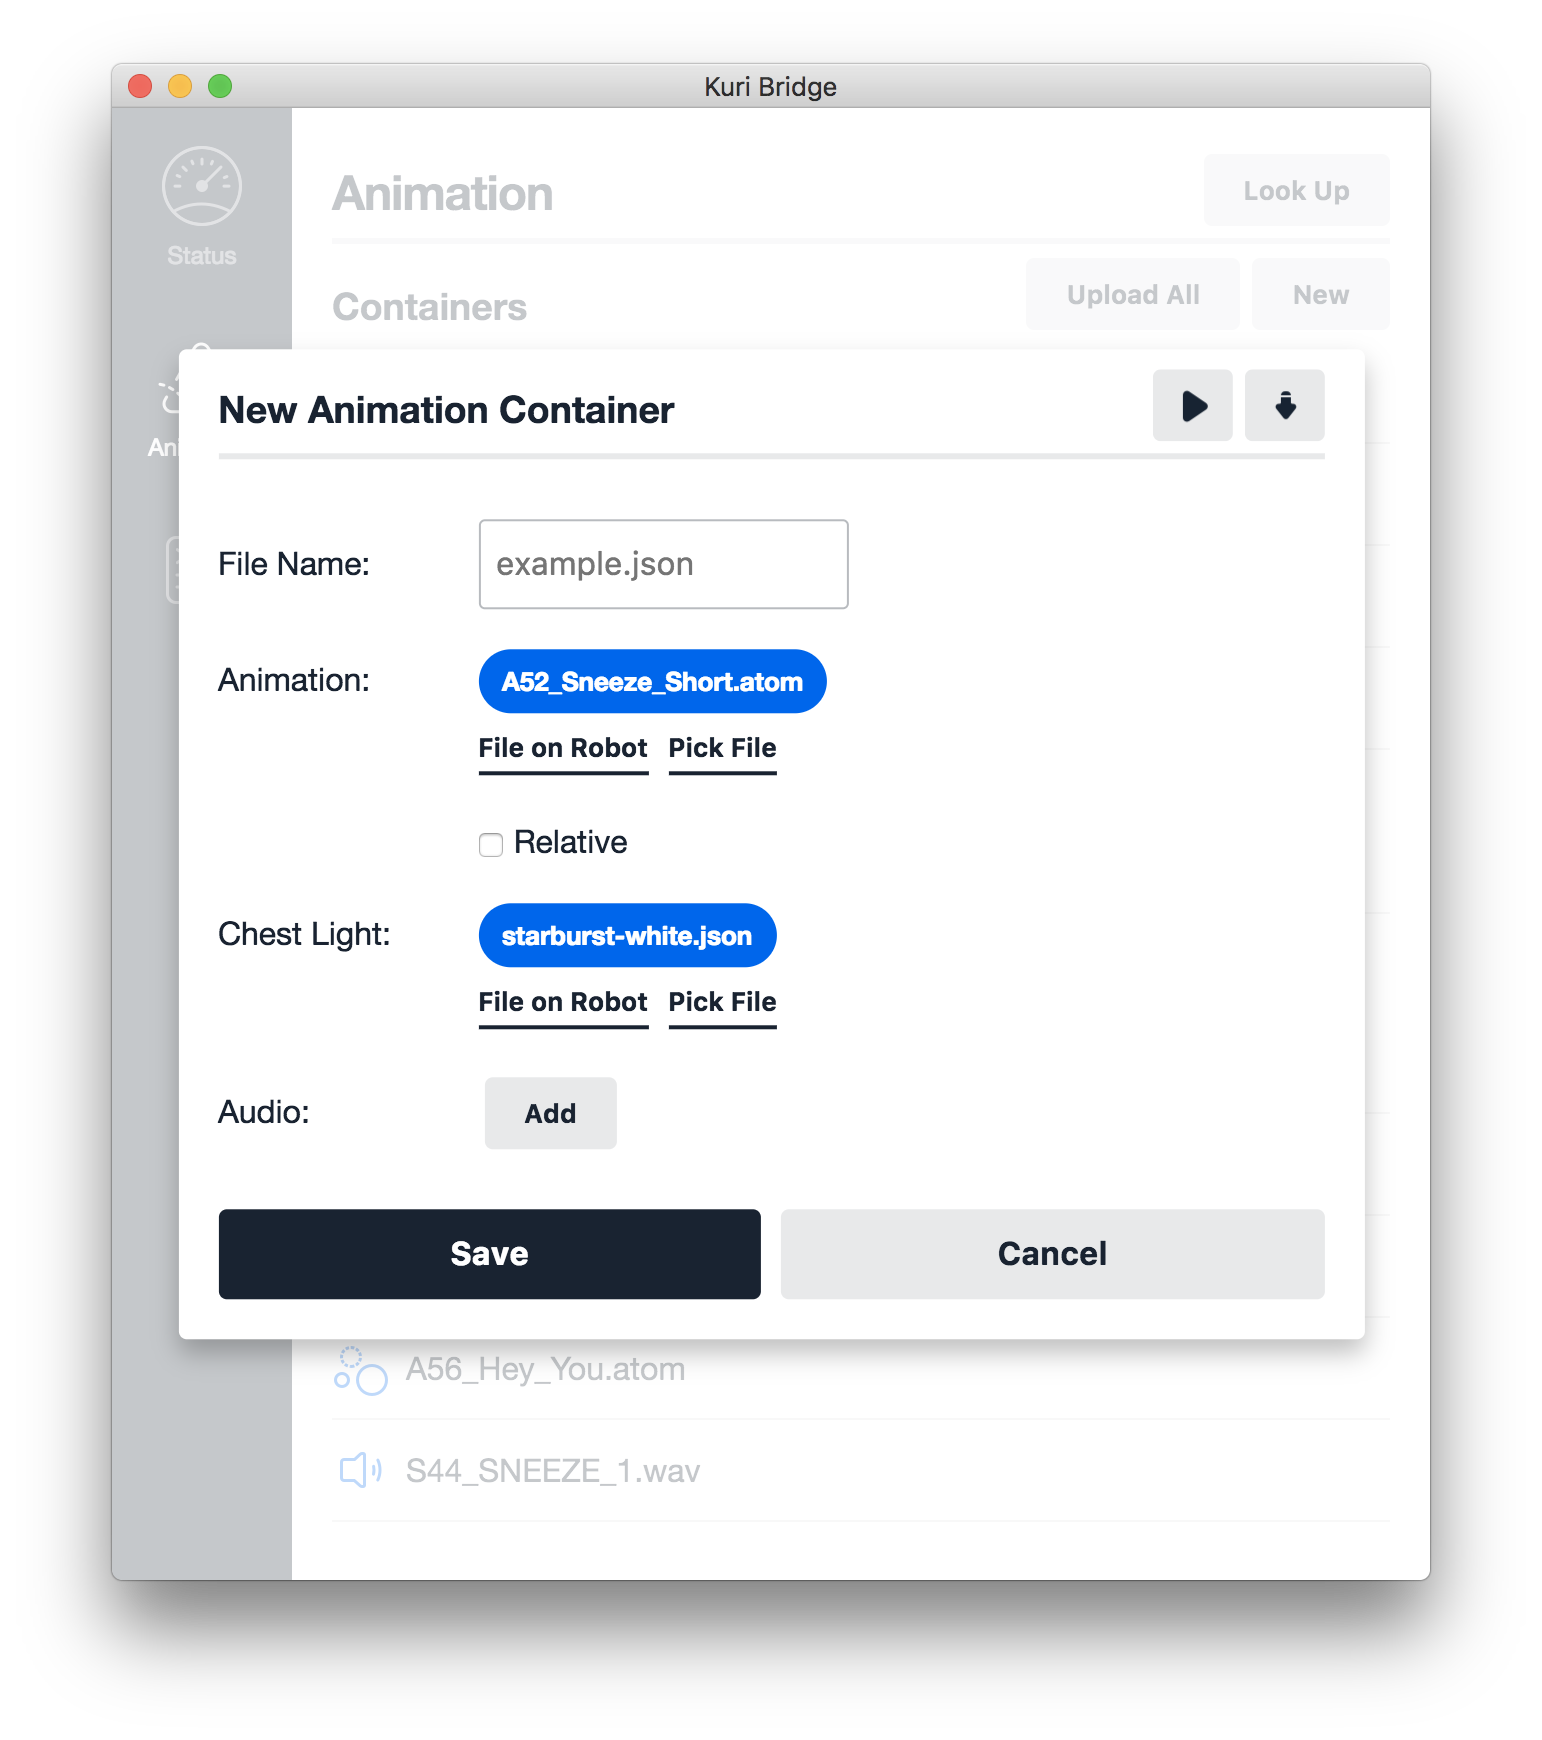 Kuri Bridge
Status
Animation
Look Up
Containers
Upload All
New
New Animation Container
File Name:
example.json
Animation:
A52_Sneeze_Short.atom
File on Robot Pick File
Relative
Chest Light:
starburst-white.json
File on Robot Pick File
Audio:
Add
Save
Cancel
A56_Hey_You.atom
S44_SNEEZE_1.wav